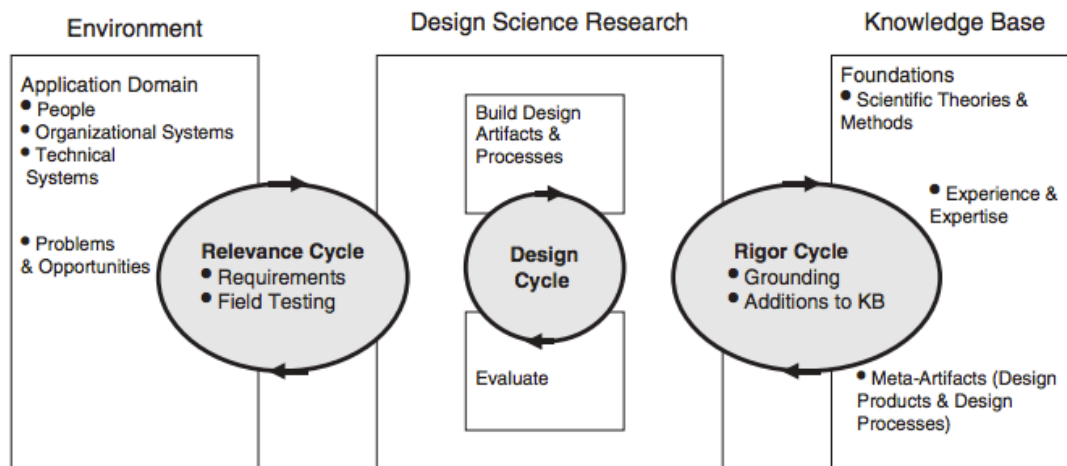 Environment
Design Science Research
Knowledge Base
Application Domain
• People
• Organizational Systems
• Technical
Systems
• Problems
& Opportunities
Relevance Cycle
• Requirements
• Field Testing
Build Design
Artifacts &
Processes
Design
Cycle
Evaluate
Rigor Cycle
• Grounding
• Additions to KB
Foundations
• Scientific Theories &
Methods
• Experience &
Expertise
• Meta-Artifacts (Design
Products & Design
Processes)